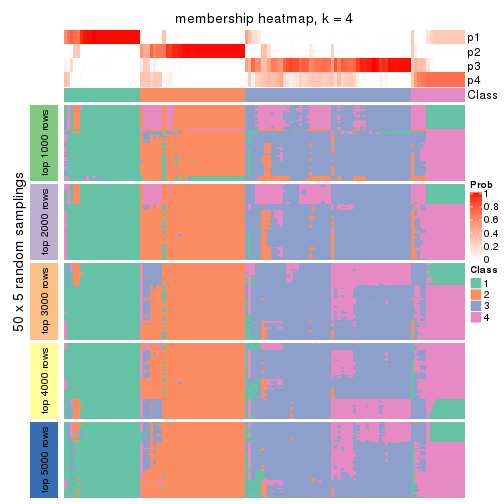 membership heatmap, k = 4
p1
p2
p3
p4
Class
50 x 5 random samplings
top 1000 rows
top 2000 rows
top 3000 rows
top 4000 rows
top 5000 rows
Prob
1
0.8
0.6
0.4
0.2
0
Class
1
2
3
4